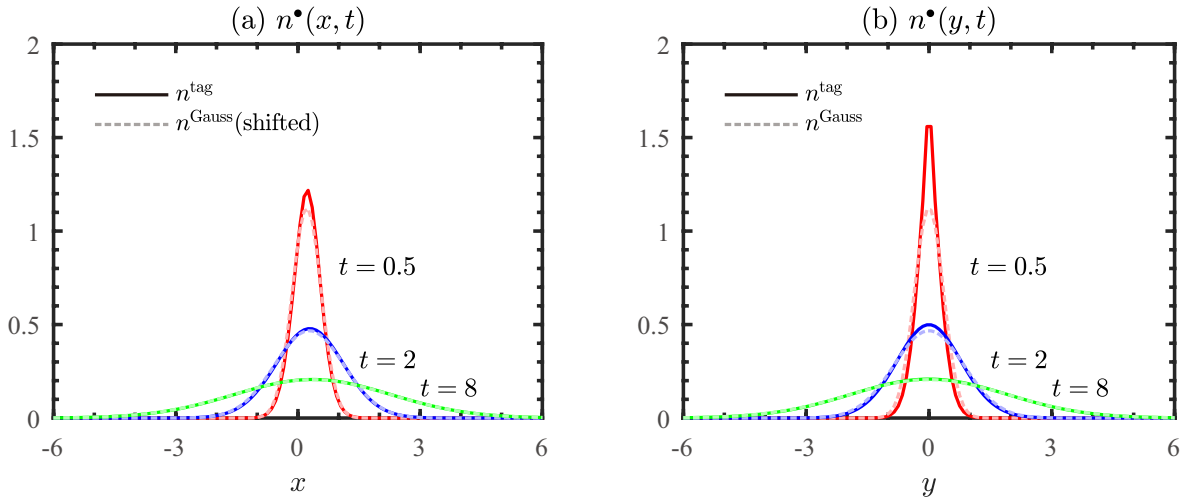 (a) n•(x, t)
2
1.5
1
0.5
0
-6
-3
0
3
6
x
n^tag
n^Gauss(shifted)
t = 0.5
t = 2
t = 8
(b) n•(y, t)
2
1.5
1
0.5
0
-6
-3
0
3
6
y
n^tag
n^Gauss
t = 0.5
t = 2
t = 8